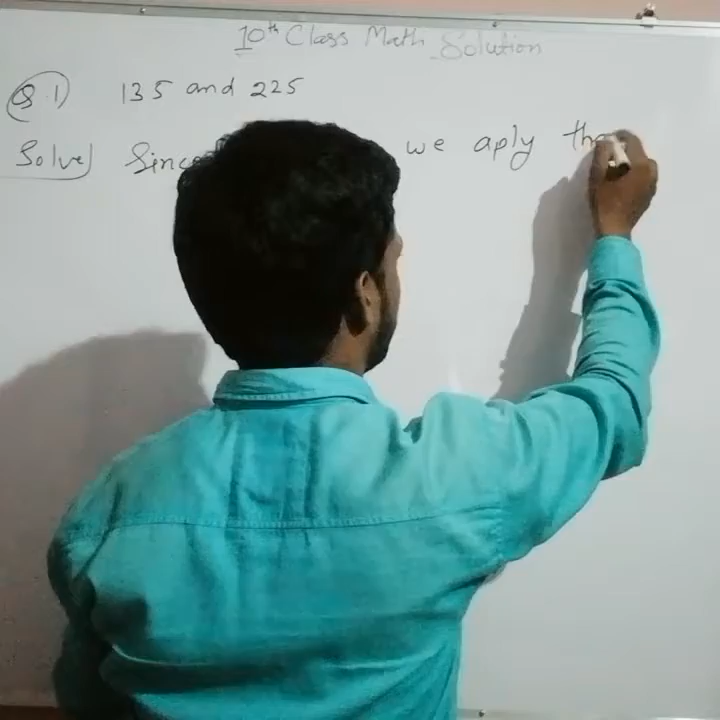 10th Class Math Solution
Q.1 135 and 225
Solve) Since we aply the